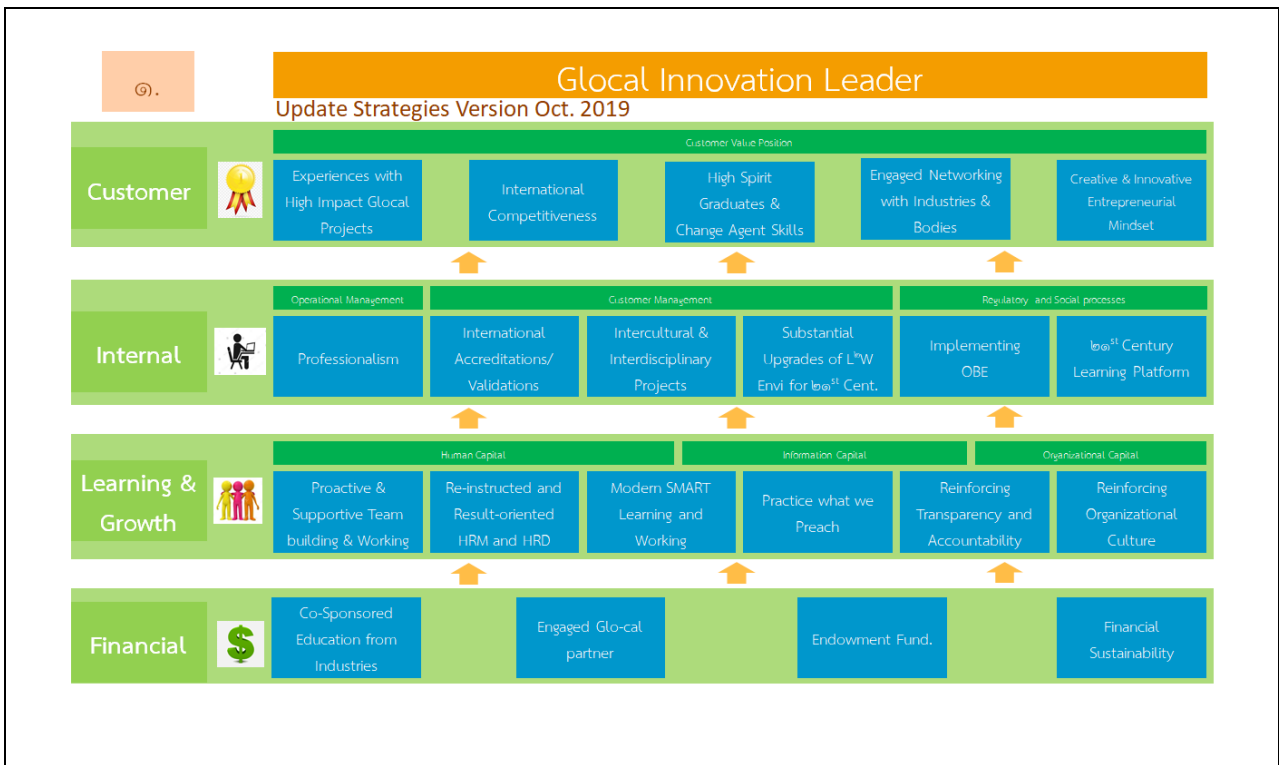 ๑.
Glocal Innovation Leader
Update Strategies Version Oct. 2019
Customer
Customer Value Position
Experiences with
High Impact Glocal
Projects
International
Competitiveness
High Spirit
Graduates &
Change Agent Skills
Engaged Networking
with Industries &
Bodies
Creative & Innovative
Entrepreneurial
Mindset
Internal
Operational Management
Customer Management
Regulatory and Social processes
Professionalism
International
Accreditations/
Validations
Intercultural &
Interdisciplinary
Projects
Substantial
Upgrades of L๒W
Envi for ๒๑st Cent.
Implementing
OBE
๒๑st Century
Learning Platform
Learning &
Growth
Human Capital
Information Capital
Organizational Capital
Proactive &
Supportive Team
building & Working
Re-instructed and
Result-oriented
HRM and HRD
Modern SMART
Learning and
Working
Practice what we
Preach
Reinforcing
Transparency and
Accountability
Reinforcing
Organizational
Culture
Financial
$
Co-Sponsored
Education from
Industries
Engaged Glo-cal
partner
Endowment Fund.
Financial
Sustainability